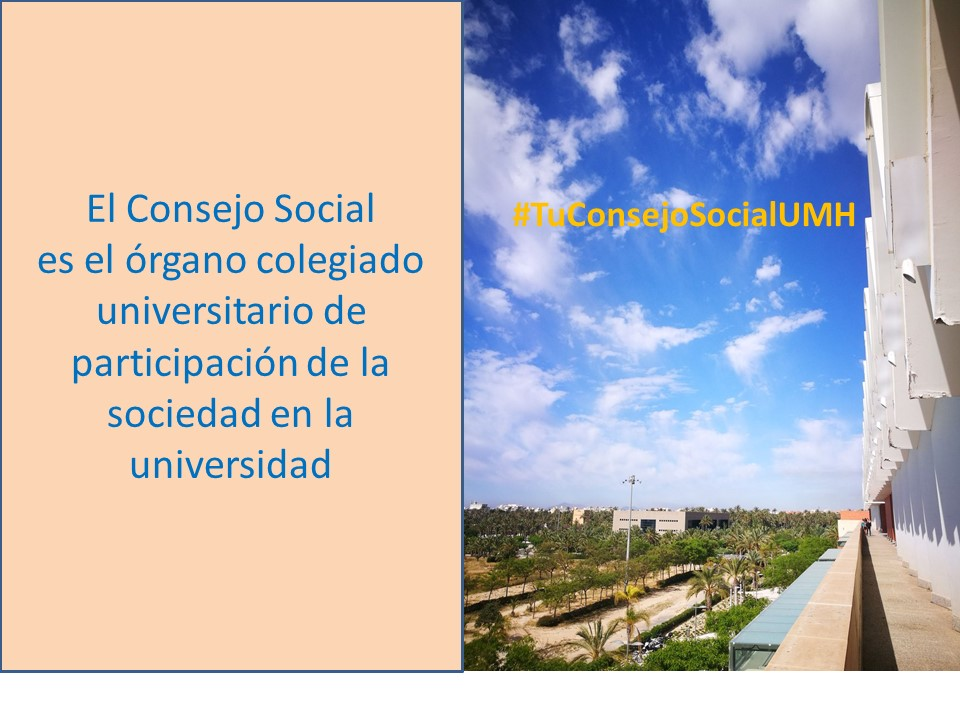 El Consejo Social
es el órgano colegiado
universitario de
participación de la
sociedad en la
universidad
#TuConsejoSocialUMH